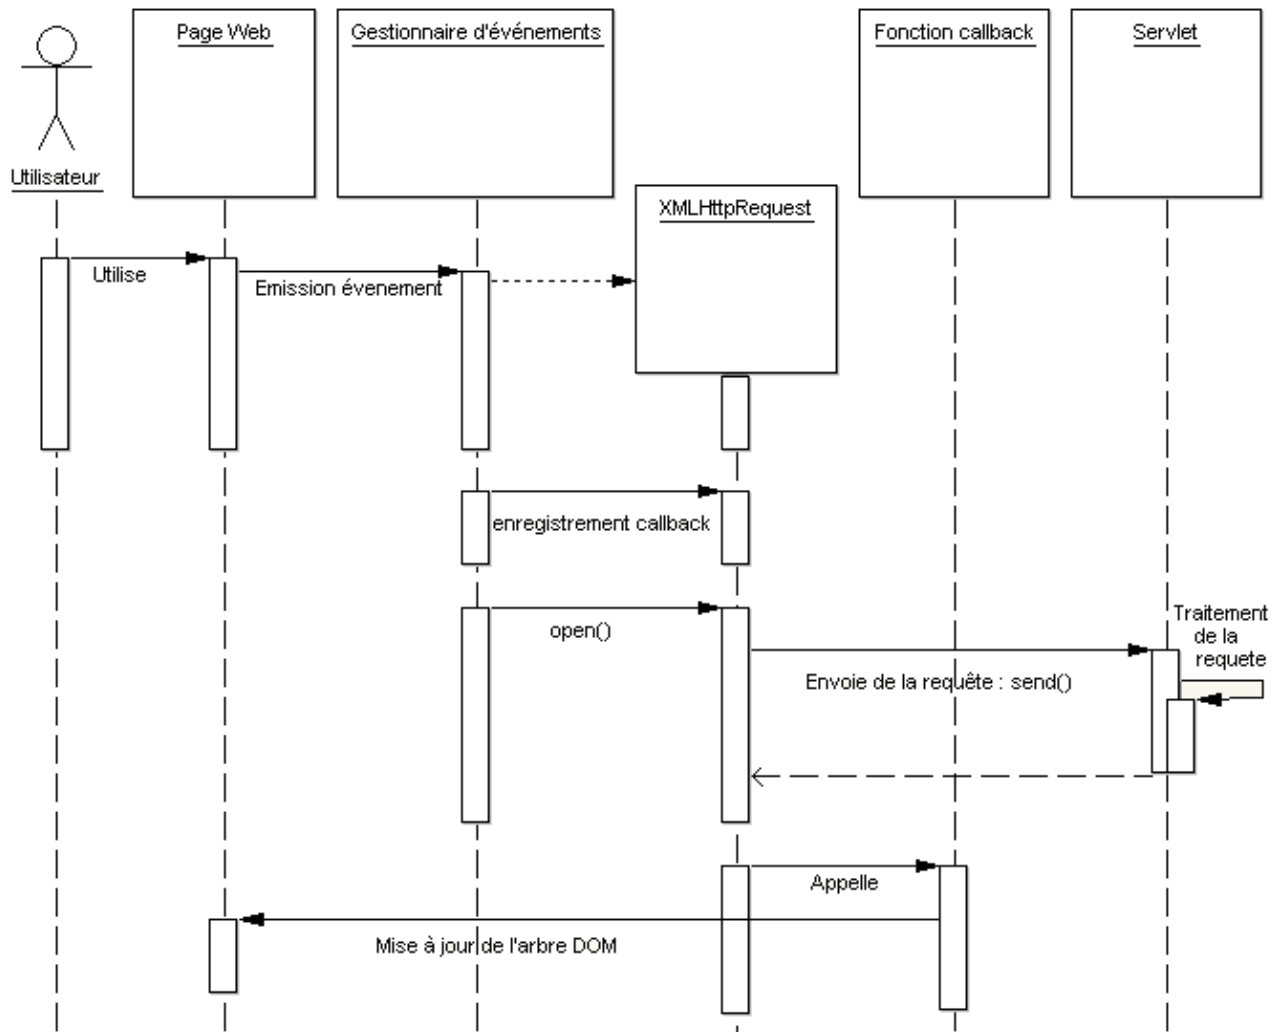 Page Web
Gestionnaire d'événements
Fonction callback
Servlet
Utilisateur
XMLHttpRequest
Utilise
Emission évenement
enregistrement callback
open()
Traitement
de la
requete
Envoie de la requête : send()
Appelle
Mise à jour de l'arbre DOM